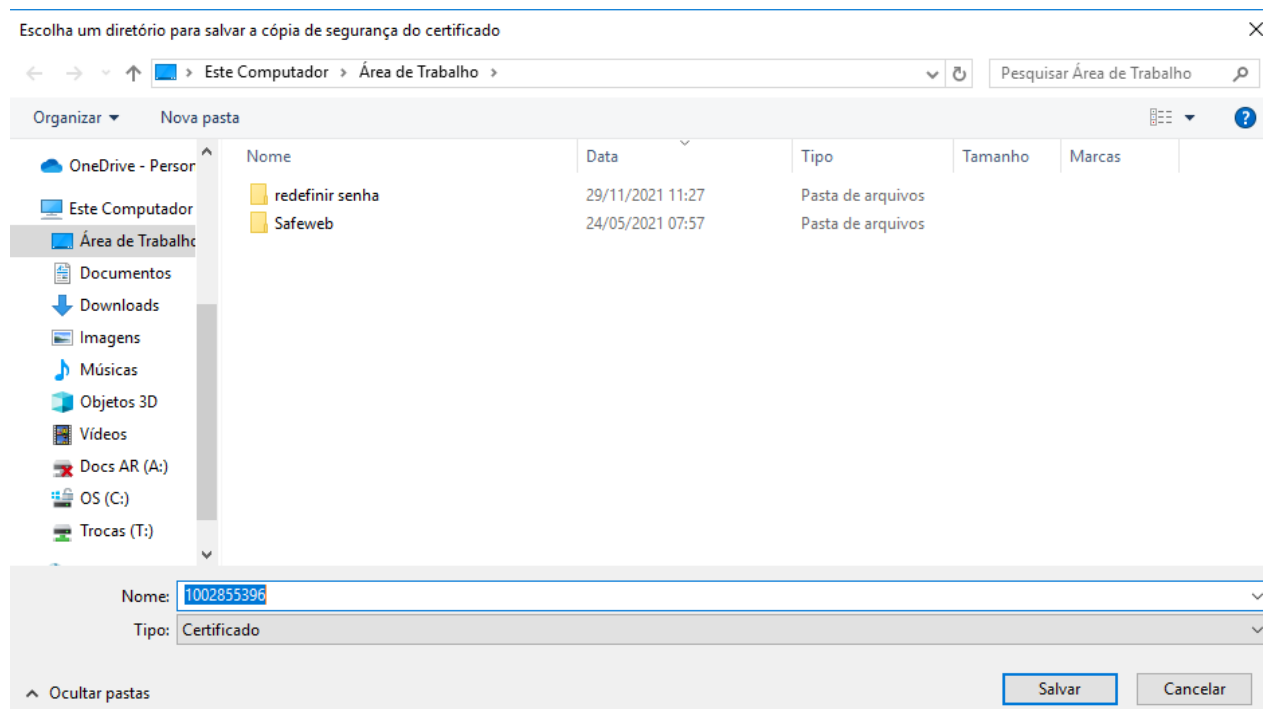 Escolha um diretório para salvar a cópia de segurança do certificado
Este Computador > Área de Trabalho >
Pesquisar Área de Trabalho
Organizar
Nova pasta
Nome
Data
Tipo
Tamanho
Marcas
redefinir senha 29/11/2021 11:27 Pasta de arquivos
Safeweb 24/05/2021 07:57 Pasta de arquivos
OneDrive - Person
Este Computador
Área de Trabalho
Documentos
Downloads
Imagens
Músicas
Objetos 3D
Vídeos
Docs AR (A:)
OS (C:)
Trocas (T:)
Nome: 1002855396
Tipo: Certificado
Ocultar pastas
Salvar
Cancelar